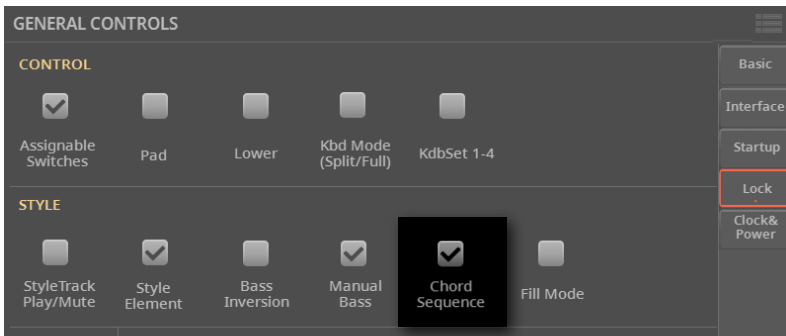 GENERAL CONTROLS
CONTROL
Assignable
Switches
Pad
Lower
Kbd Mode
(Split/Full)
KdbSet 1-4
STYLE
StyleTrack
Play/Mute
Style
Element
Bass
Inversion
Manual
Bass
Chord
Sequence
Fill Mode
Basic
Interface
Startup
Lock
Clock&
Power